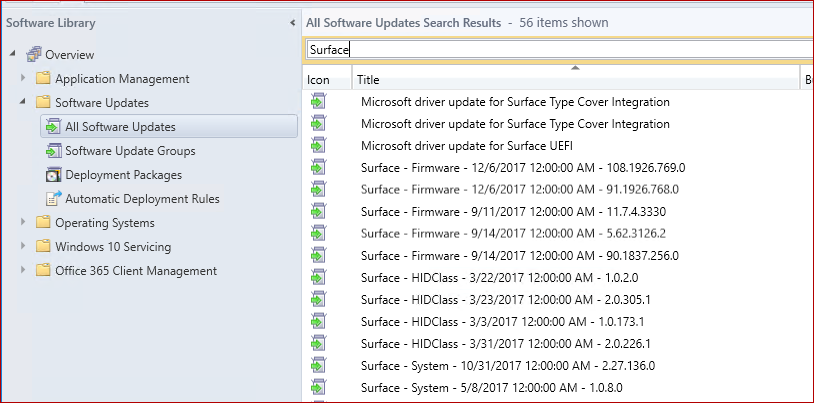 Software Library
Overview
Application Management
Software Updates
All Software Updates
Software Update Groups
Deployment Packages
Automatic Deployment Rules
Operating Systems
Windows 10 Servicing
Office 365 Client Management
All Software Updates Search Results - 56 items shown
Surface
Icon Title Bu
Microsoft driver update for Surface Type Cover Integration
Microsoft driver update for Surface Type Cover Integration
Microsoft driver update for Surface UEFI
Surface - Firmware - 12/6/2017 12:00:00 AM - 108.1926.769.0
Surface - Firmware - 12/6/2017 12:00:00 AM - 91.1926.768.0
Surface - Firmware - 9/11/2017 12:00:00 AM - 11.7.4.3330
Surface - Firmware - 9/14/2017 12:00:00 AM - 5.62.3126.2
Surface - Firmware - 9/14/2017 12:00:00 AM - 90.1837.256.0
Surface - HIDClass - 3/22/2017 12:00:00 AM - 1.0.2.0
Surface - HIDClass - 3/23/2017 12:00:00 AM - 2.0.305.1
Surface - HIDClass - 3/3/2017 12:00:00 AM - 1.0.173.1
Surface - HIDClass - 3/31/2017 12:00:00 AM - 2.0.226.1
Surface - System - 10/31/2017 12:00:00 AM - 2.27.136.0
Surface - System - 5/8/2017 12:00:00 AM - 1.0.8.0